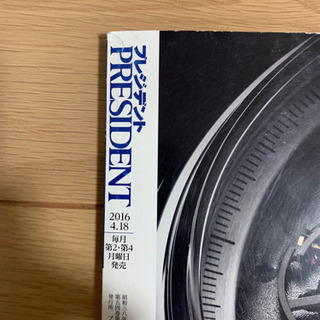 プレジデント
PRESIDENT
2016
4.18
毎月
第2・第4
月曜日
発売